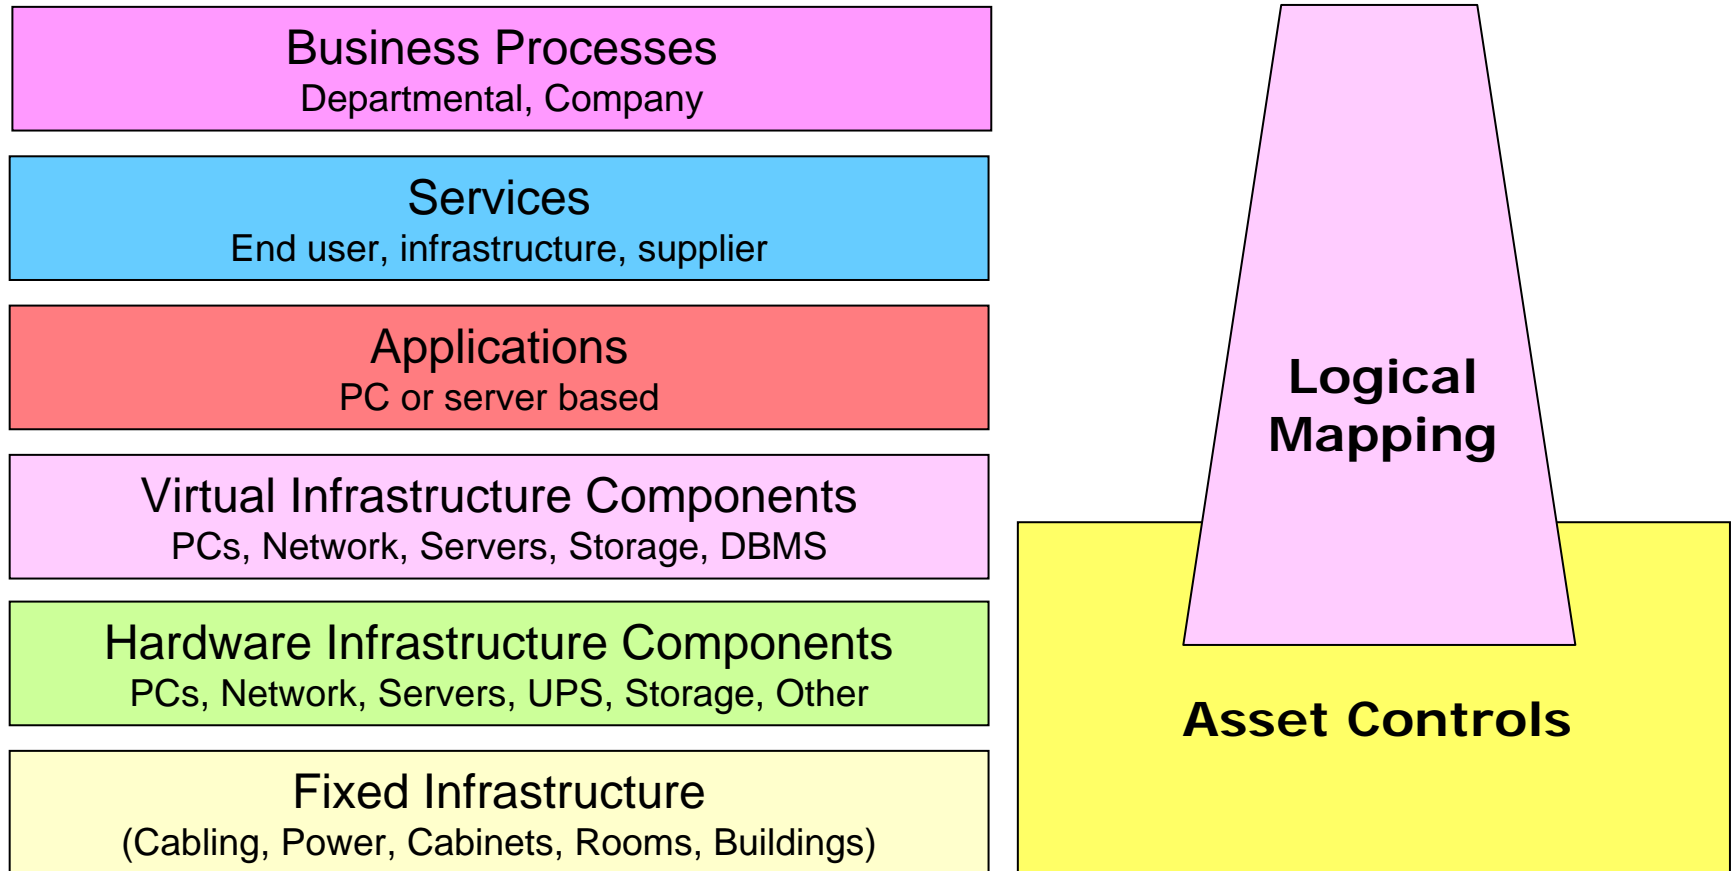 Business Processes
Departmental, Company
Services
End user, infrastructure, supplier
Applications
PC or server based
Virtual Infrastructure Components
PCs, Network, Servers, Storage, DBMS
Hardware Infrastructure Components
PCs, Network, Servers, UPS, Storage, Other
Fixed Infrastructure
(Cabling, Power, Cabinets, Rooms, Buildings)
Logical
Mapping
Asset Controls